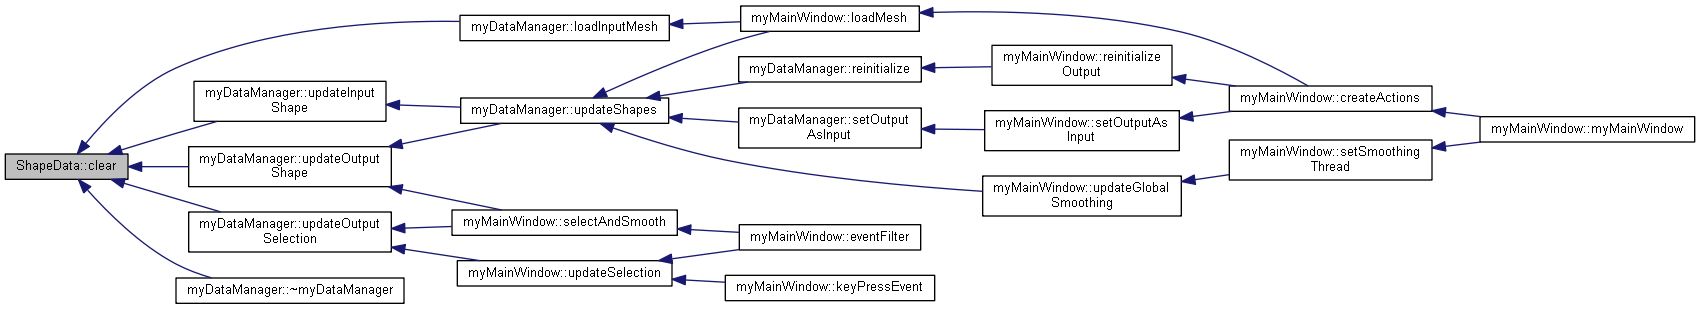 ShapeData::clear
myDataManager::loadInputMesh
myDataManager::updateInput
Shape
myDataManager::updateOutput
Shape
myDataManager::updateOutput
Selection
myDataManager::~myDataManager
myDataManager::updateShapes
myMainWindow::selectAndSmooth
myMainWindow::updateSelection
myMainWindow::loadMesh
myDataManager::reinitialize
myDataManager::setOutput
AsInput
myMainWindow::eventFilter
myMainWindow::keyPressEvent
myMainWindow::reinitialize
Output
myMainWindow::setOutputAs
Input
myMainWindow::updateGlobal
Smoothing
myMainWindow::createActions
myMainWindow::setSmoothing
Thread
myMainWindow::myMainWindow